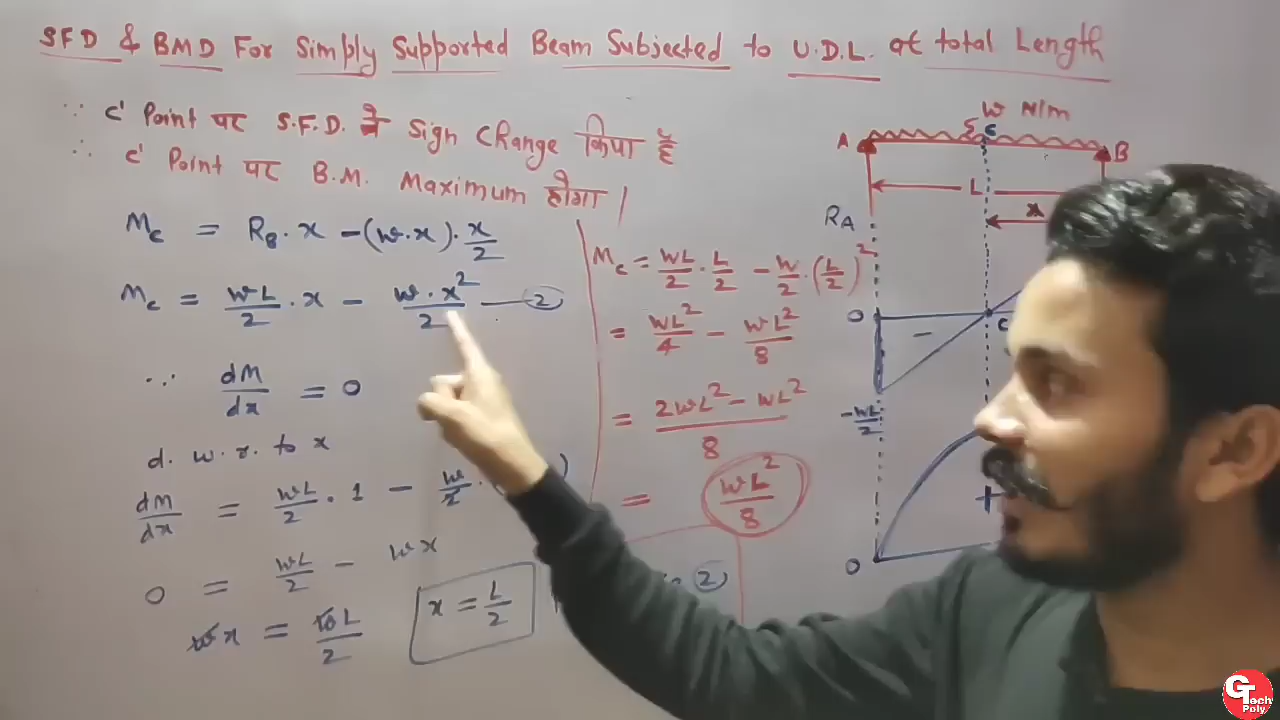 SFD & BMD For Simply Supported Beam Subjected to U.D.L. at total Length
∵ C' Point पर S.F.D. ने Sign Change किया है
∴ C' Point पर B.M. Maximum होगा।
Mc = RB · x − (w·x) · x/2
Mc = wL/2 · x − w·x²/2 — ②
∵ dM/dx = 0
d. w. r. to x
dM/dx = wL/2 · 1 − w/2 ·
0 = wL/2 − wx
wx = wL/2
x = L/2
Mc = WL/2 · L/2 − W/2 · (L/2)²
= WL²/4 − WL²/8
= 2WL² − WL² / 8
= WL²/8
②
W N/m
A
C
B
L
x
RA
0
−
C
−WL/2
+
0
GTech Poly